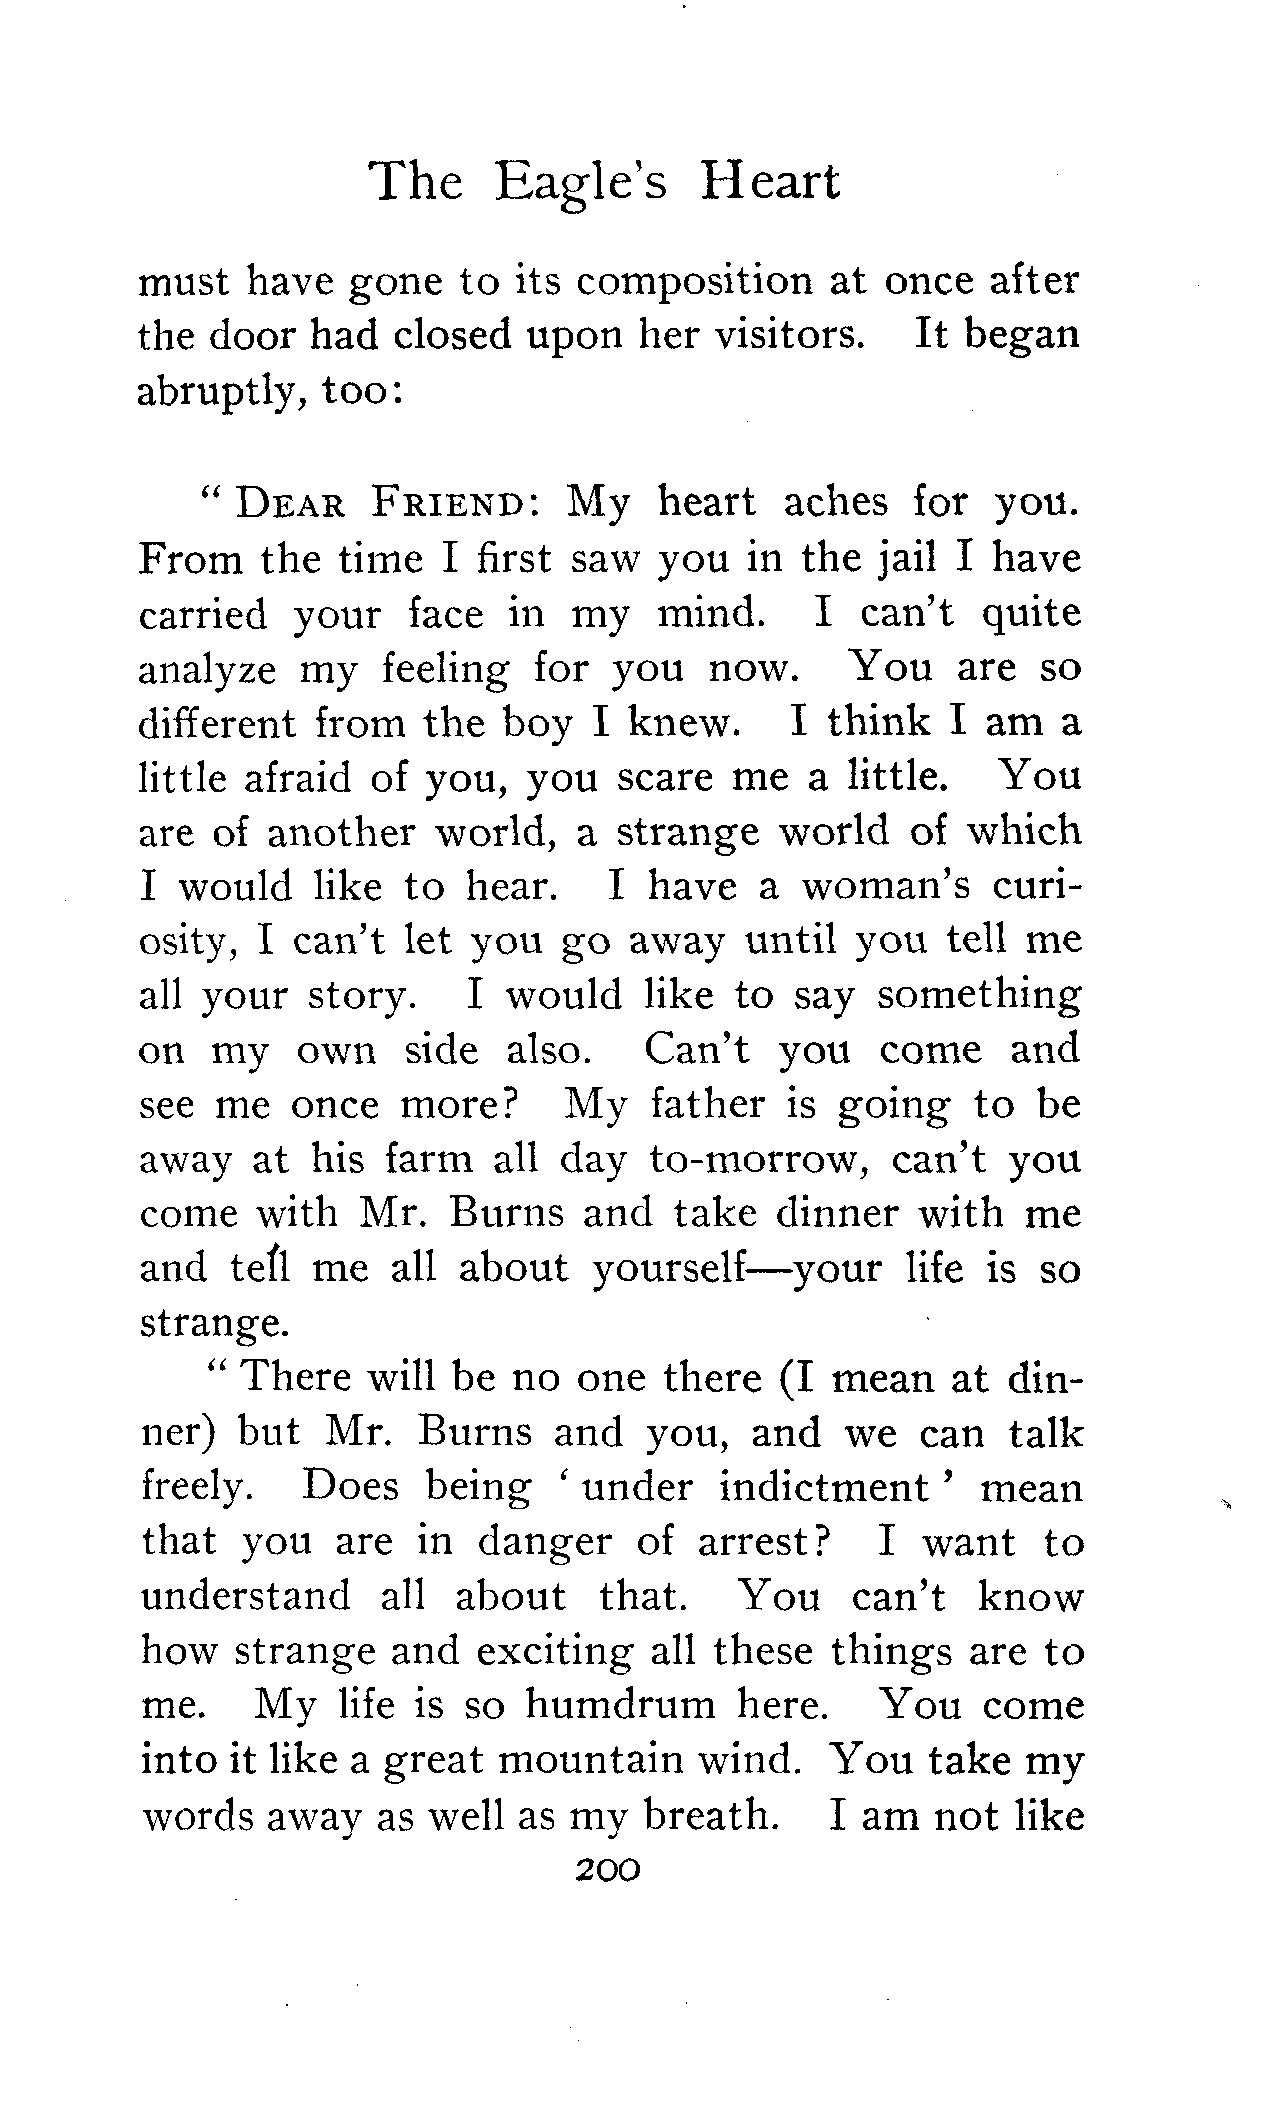 The Eagle's Heart
must have gone to its composition at once after
the door had closed upon her visitors. It began
abruptly, too:
" DEAR FRIEND: My heart aches for you.
From the time I first saw you in the jail I have
carried your face in my mind. I can't quite
analyze my feeling for you now. You are so
different from the boy I knew. I think I am a
little afraid of you, you scare me a little. You
are of another world, a strange world of which
I would like to hear. I have a woman's curi-
osity, I can't let you go away until you tell me
all your story. I would like to say something
on my own side also. Can't you come and
see me once more? My father is going to be
away at his farm all day to-morrow, can't you
come with Mr. Burns and take dinner with me
and tell me all about yourself—your life is so
strange.
" There will be no one there (I mean at din-
ner) but Mr. Burns and you, and we can talk
freely. Does being ' under indictment ' mean
that you are in danger of arrest? I want to
understand all about that. You can't know
how strange and exciting all these things are to
me. My life is so humdrum here. You come
into it like a great mountain wind. You take my
words away as well as my breath. I am not like
200